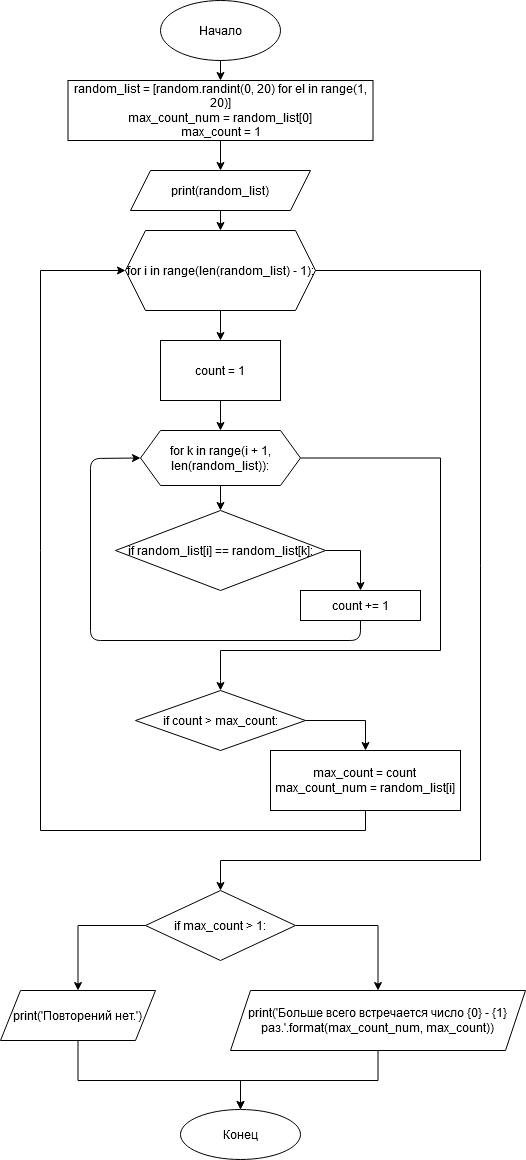 Начало
random_list = [random.randint(0, 20) for el in range(1,
20)]
max_count_num = random_list[0]
max_count = 1
print(random_list)
for i in range(len(random_list) - 1):
count = 1
for k in range(i + 1,
len(random_list)):
if random_list[i] == random_list[k]:
count += 1
if count > max_count:
max_count = count
max_count_num = random_list[i]
if max_count > 1:
print('Повторений нет.')
print('Больше всего встречается число {0} - {1}
раз.'.format(max_count_num, max_count))
Конец